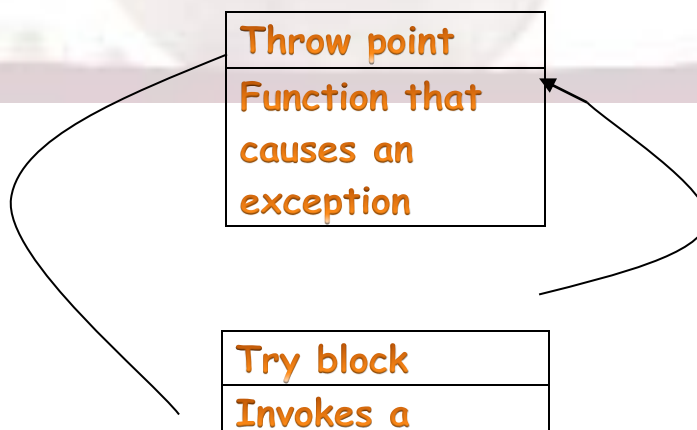 Throw point
Function that
causes an
exception
Try block
Invokes a